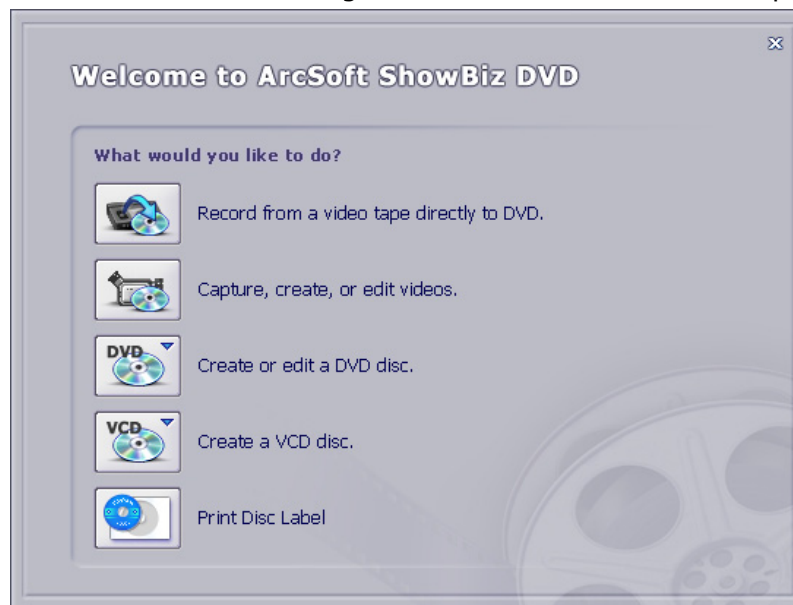 Welcome to ArcSoft ShowBiz DVD
What would you like to do?
Record from a video tape directly to DVD.
Capture, create, or edit videos.
DVD
Create or edit a DVD disc.
VCD
Create a VCD disc.
Print Disc Label